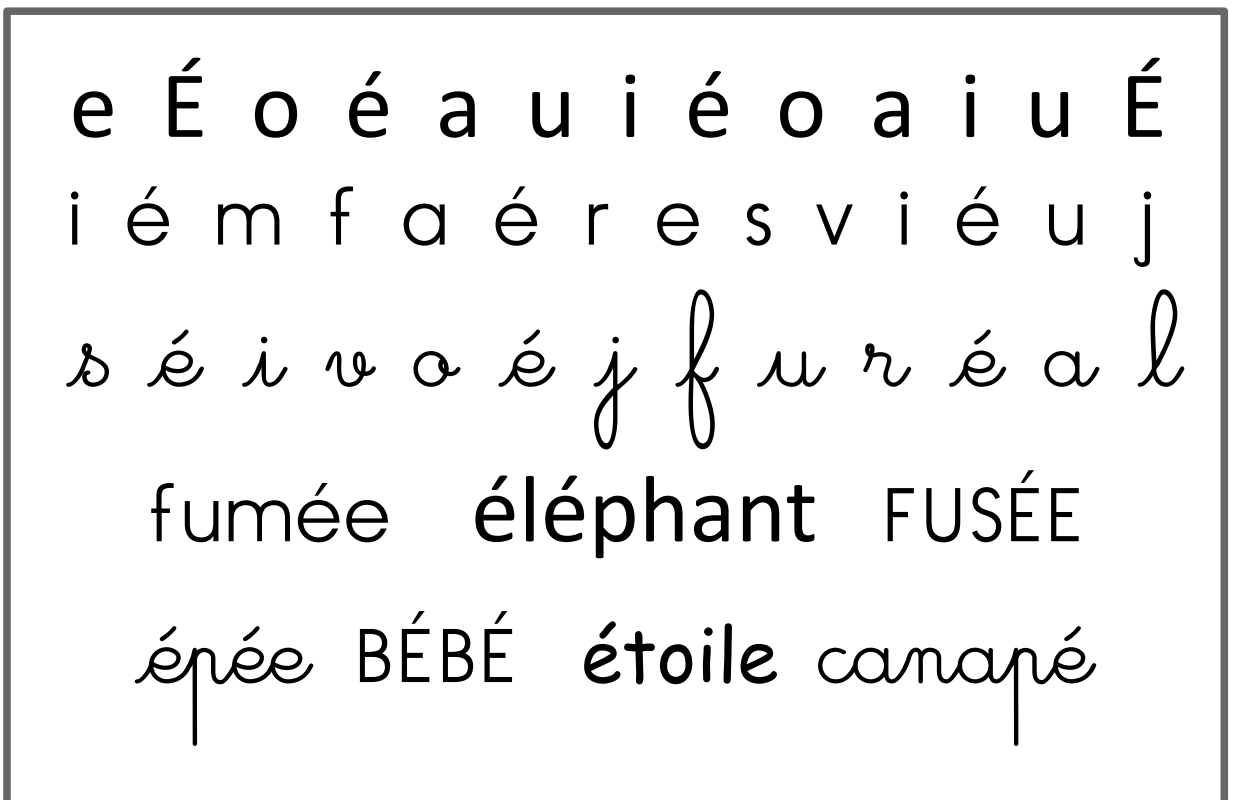 e É o é a u i é o a i u É
i é m f a é r e s v i é u j
s é i v o é j f u r é a l
fumée éléphant FUSÉE
épée BÉBÉ étoile canapé